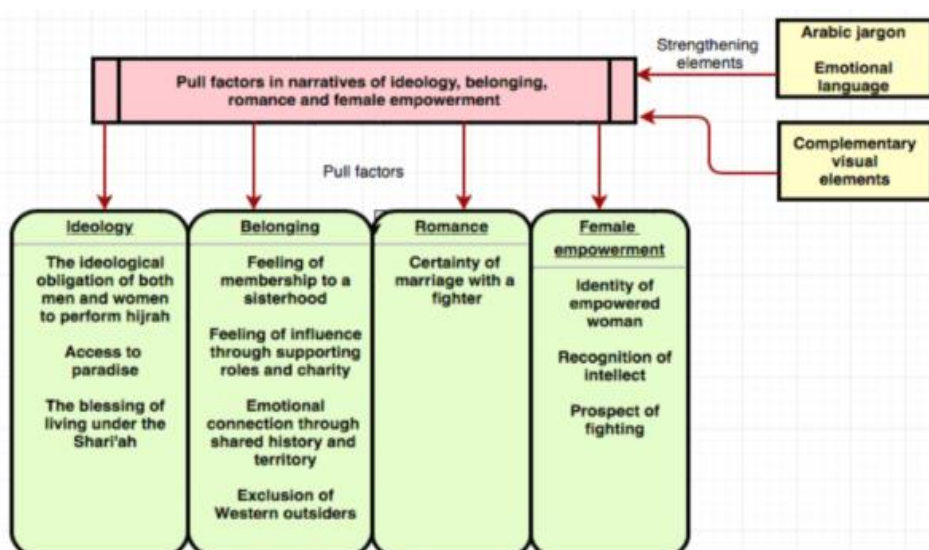 Arabic jargon
Emotional
language
Strengthening
elements
Pull factors in narratives of ideology, belonging,
romance and female empowerment
Complementary
visual
elements
Pull factors
Ideology
The ideological
obligation of both
men and women
to perform hijrah
Access to
paradise
The blessing of
living under the
Shari'ah
Belonging
Feeling of
membership to a
sisterhood
Feeling of influence
through supporting
roles and charity
Emotional
connection through
shared history and
territory
Exclusion of
Western outsiders
Romance
Certainty of
marriage with a
fighter
Female
empowerment
Identity of
empowered
woman
Recognition of
intellect
Prospect of
fighting